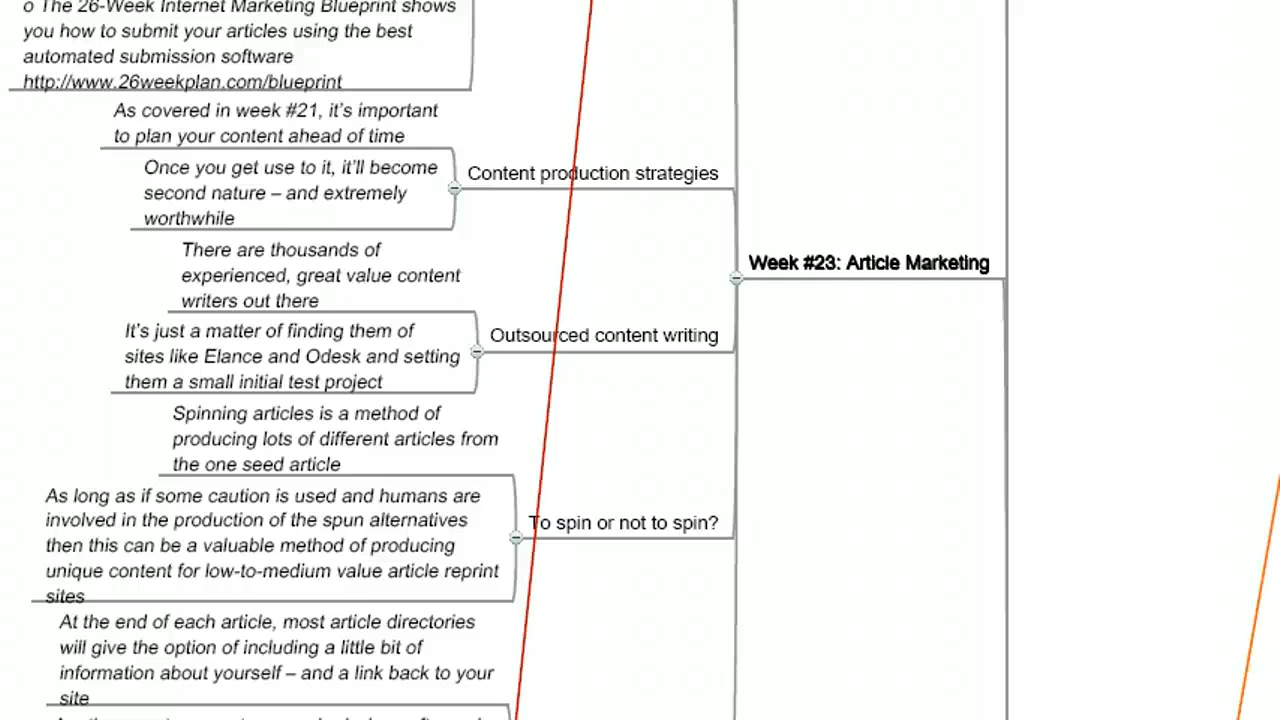 o The 26-Week Internet Marketing Blueprint shows
you how to submit your articles using the best
automated submission software
http://www.26weekplan.com/blueprint
As covered in week #21, it's important
to plan your content ahead of time
Once you get use to it, it'll become
second nature – and extremely
worthwhile
Content production strategies
There are thousands of
experienced, great value content
writers out there
It's just a matter of finding them of
sites like Elance and Odesk and setting
them a small initial test project
Outsourced content writing
Week #23: Article Marketing
Spinning articles is a method of
producing lots of different articles from
the one seed article
As long as if some caution is used and humans are
involved in the production of the spun alternatives
then this can be a valuable method of producing
unique content for low-to-medium value article reprint
sites
To spin or not to spin?
At the end of each article, most article directories
will give the option of including a little bit of
information about yourself – and a link back to your
site